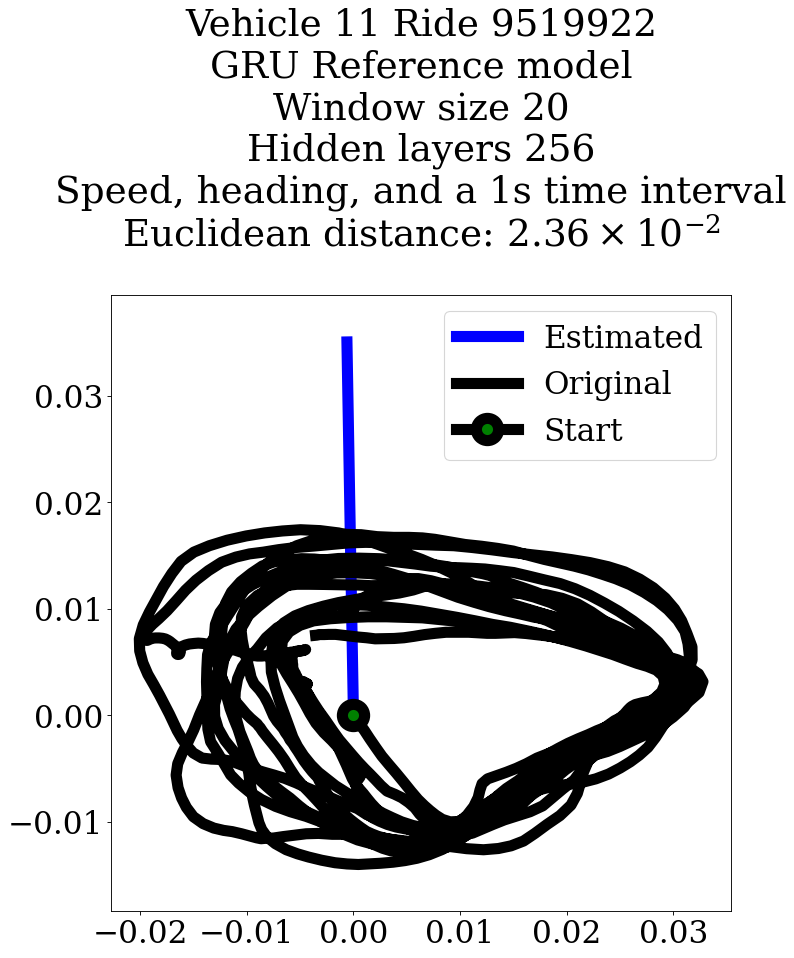 Vehicle 11 Ride 9519922
GRU Reference model
Window size 20
Hidden layers 256
Speed, heading, and a 1s time interval
Euclidean distance: 2.36 × 10⁻²
Estimated
Original
Start
0.03
0.02
0.01
0.00
−0.01
−0.02 −0.01 0.00 0.01 0.02 0.03